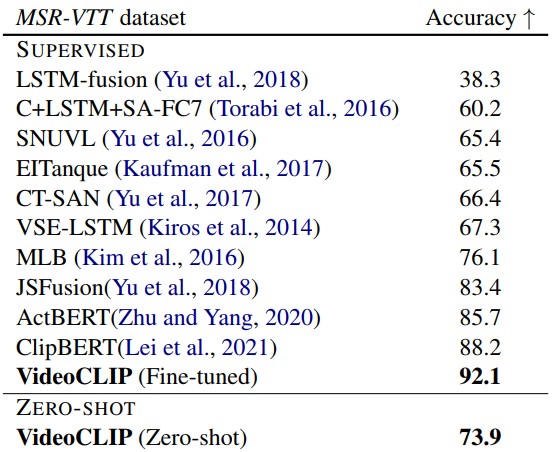 MSR-VTT dataset Accuracy ↑
SUPERVISED
LSTM-fusion (Yu et al., 2018) 38.3
C+LSTM+SA-FC7 (Torabi et al., 2016) 60.2
SNUVL (Yu et al., 2016) 65.4
EITanque (Kaufman et al., 2017) 65.5
CT-SAN (Yu et al., 2017) 66.4
VSE-LSTM (Kiros et al., 2014) 67.3
MLB (Kim et al., 2016) 76.1
JSFusion(Yu et al., 2018) 83.4
ActBERT(Zhu and Yang, 2020) 85.7
ClipBERT(Lei et al., 2021) 88.2
VideoCLIP (Fine-tuned) 92.1
ZERO-SHOT
VideoCLIP (Zero-shot) 73.9